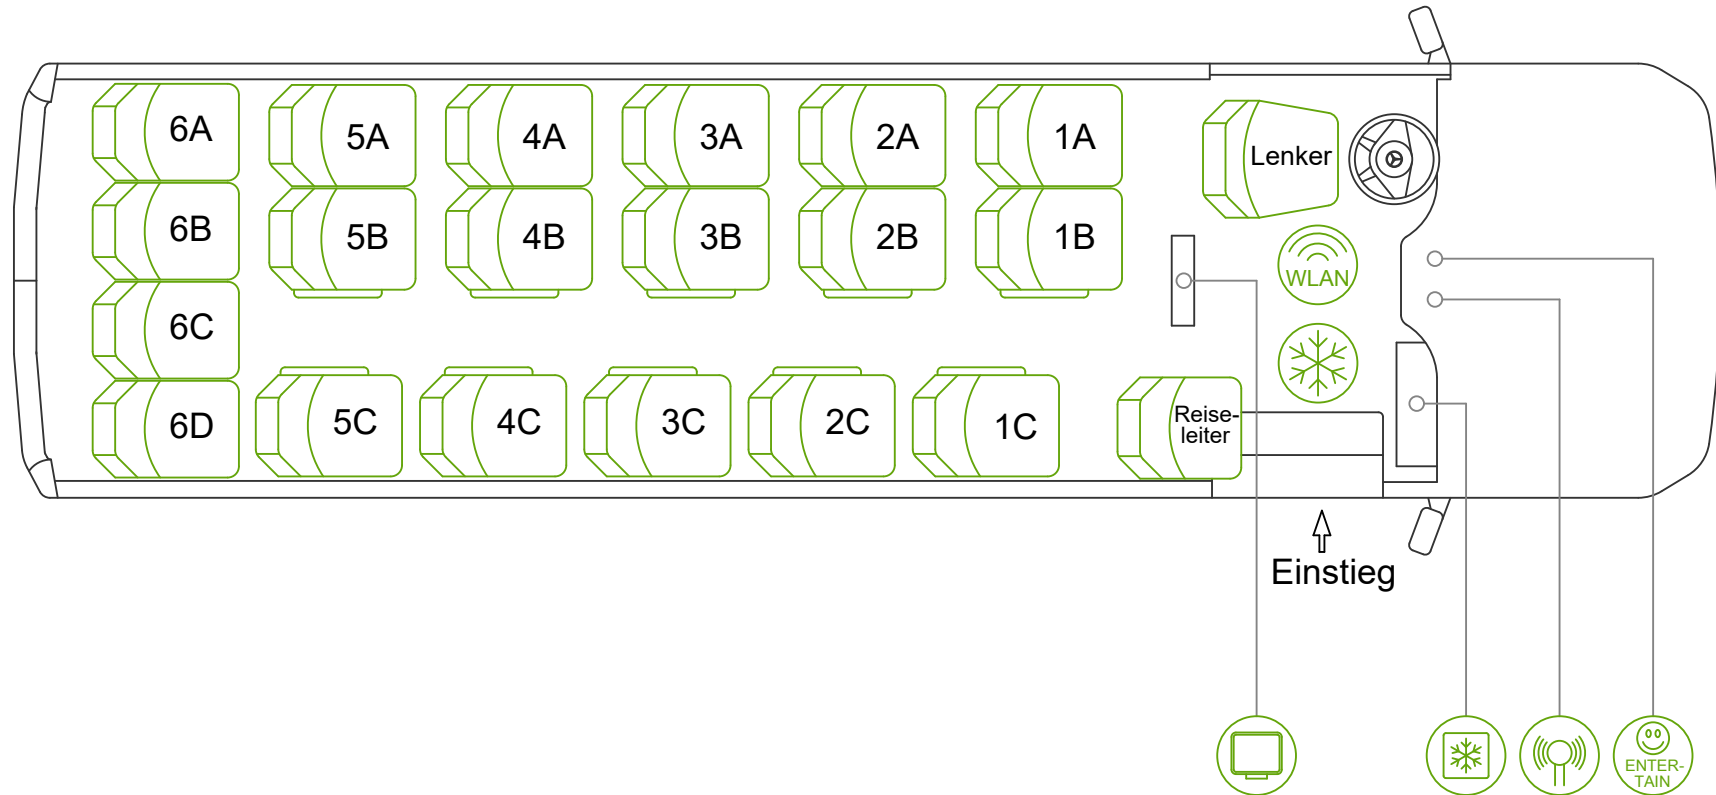 6A
5A
4A
3A
2A
1A
Lenker
6B
5B
4B
3B
2B
1B
WLAN
6C
6D
5C
4C
3C
2C
1C
Reise-
leiter
Einstieg
ENTER-
TAIN